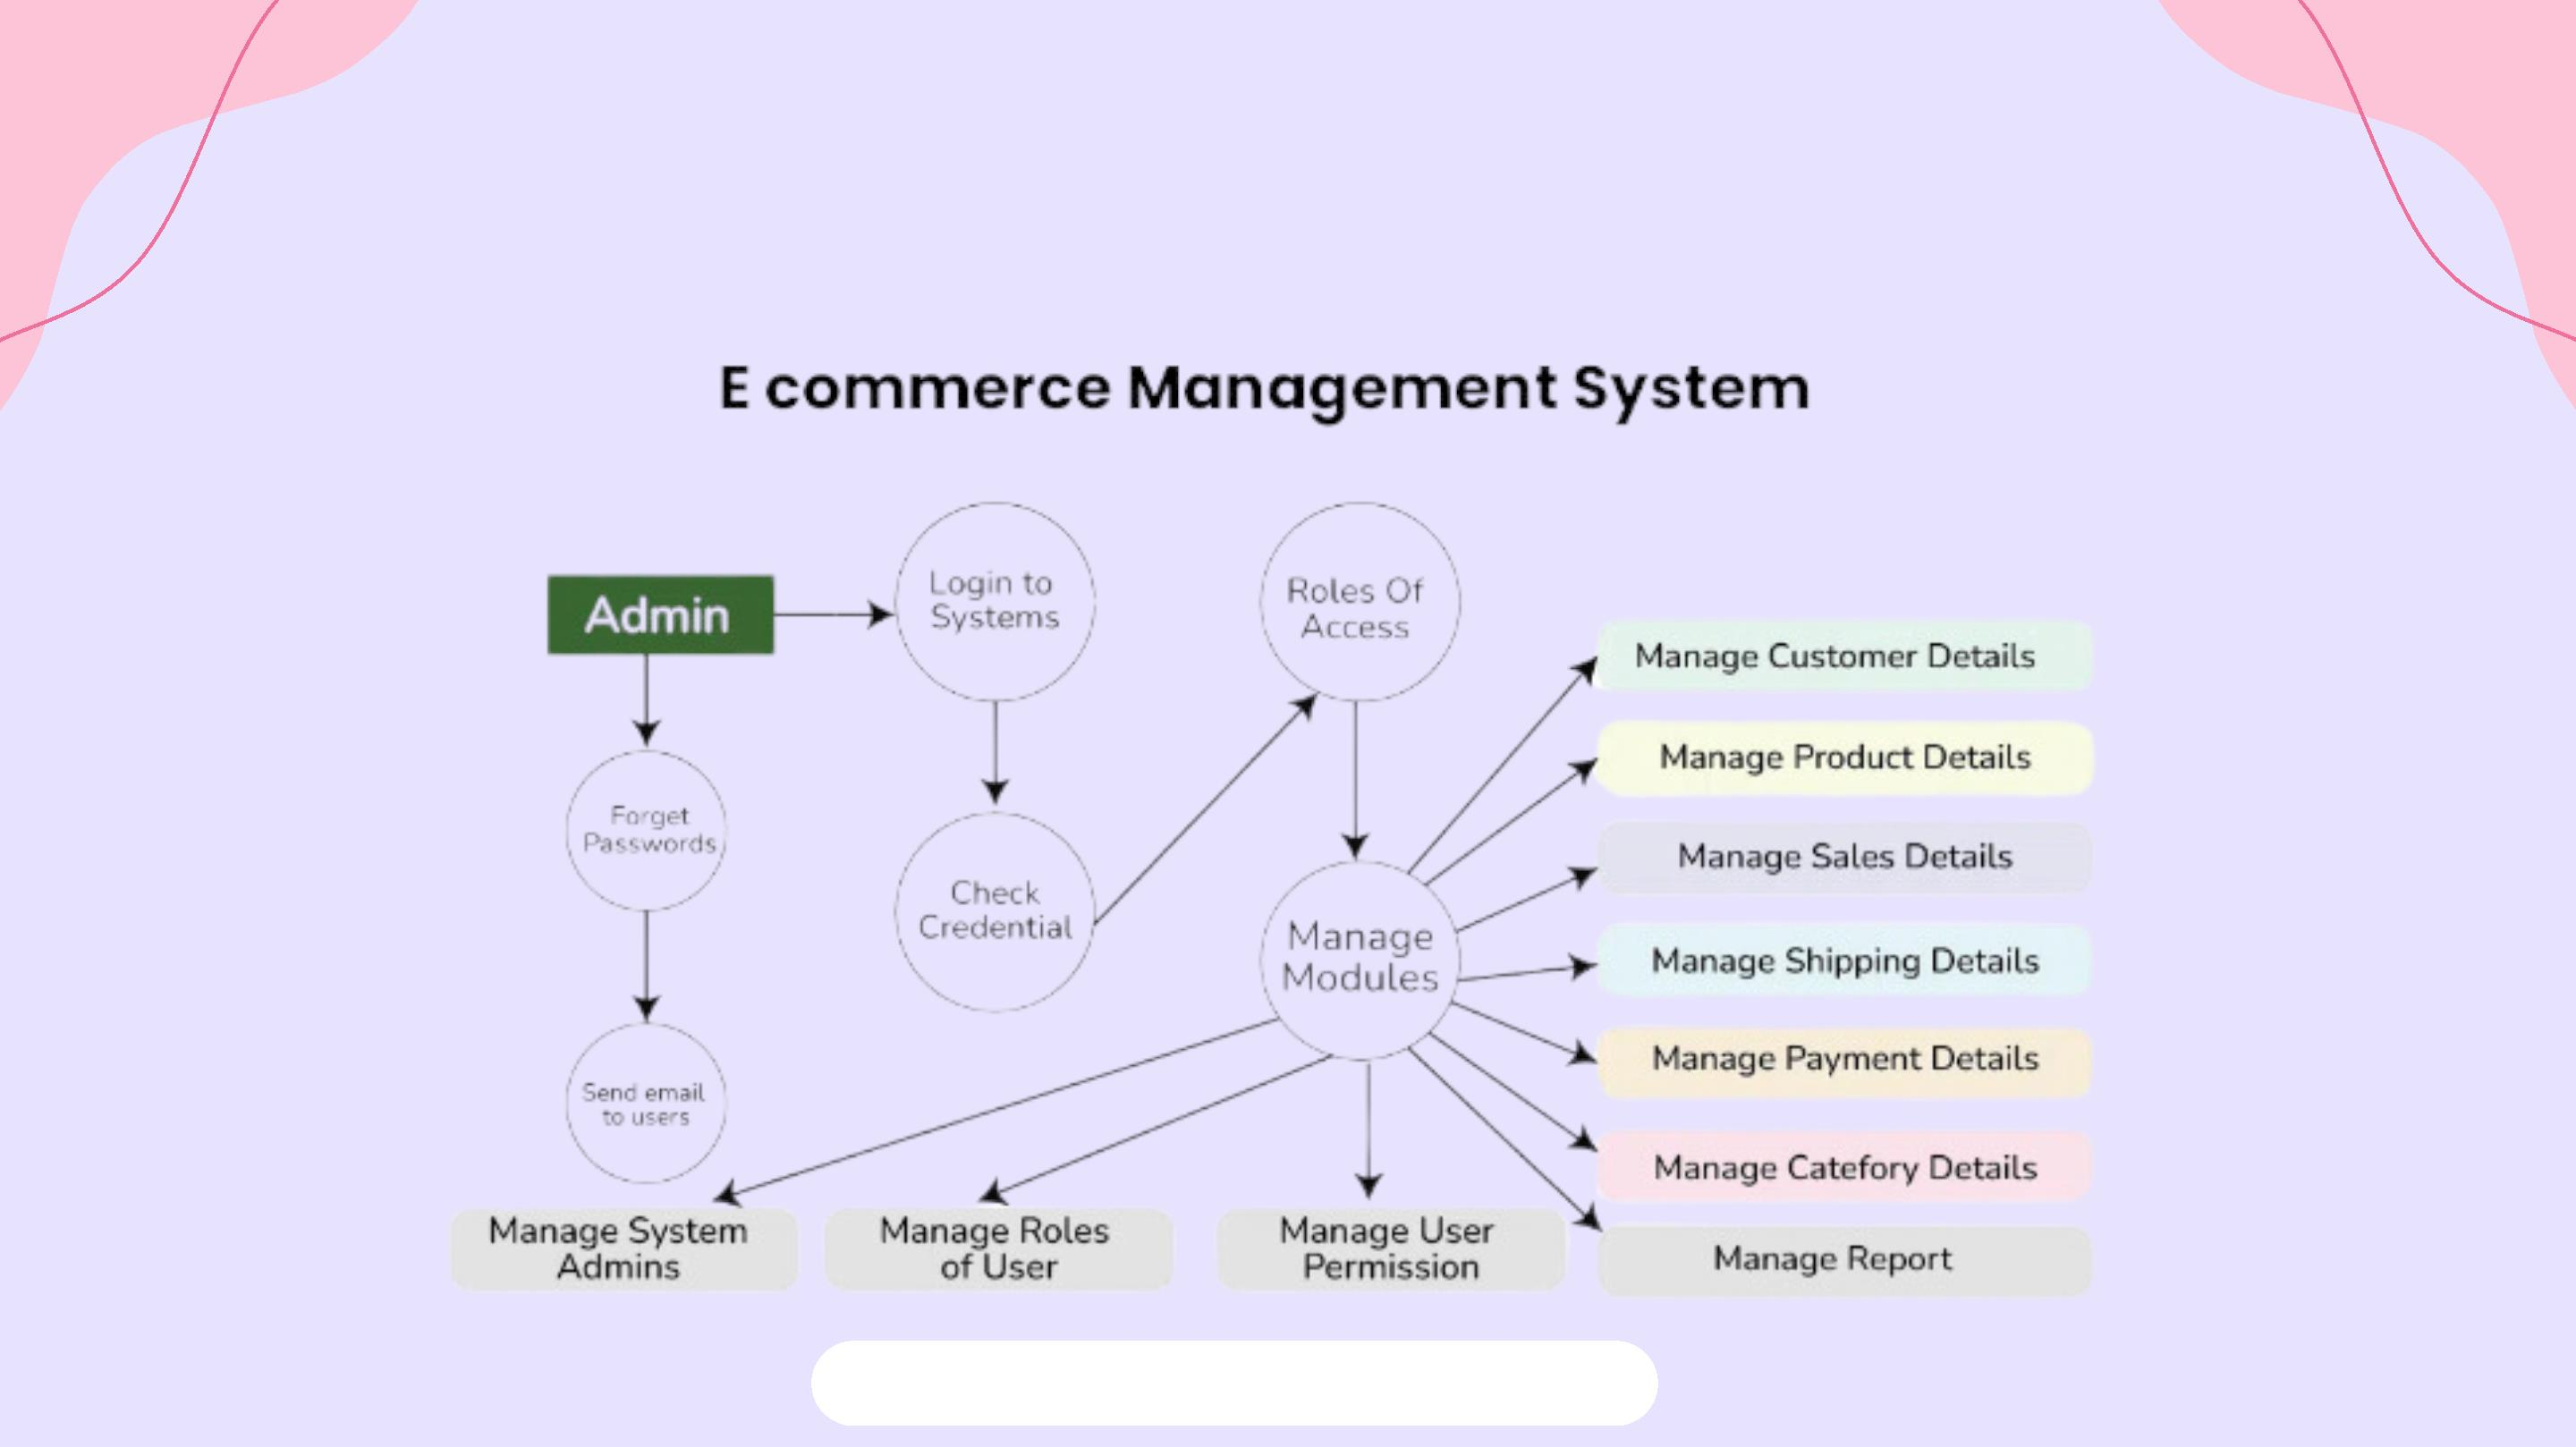 E commerce Management System
Admin
Login to
Systems
Roles Of
Access
Forget
Passwords
Check
Credential
Send email
to users
Manage
Modules
Manage Customer Details
Manage Product Details
Manage Sales Details
Manage Shipping Details
Manage Payment Details
Manage Catefory Details
Manage Report
Manage System
Admins
Manage Roles
of User
Manage User
Permission